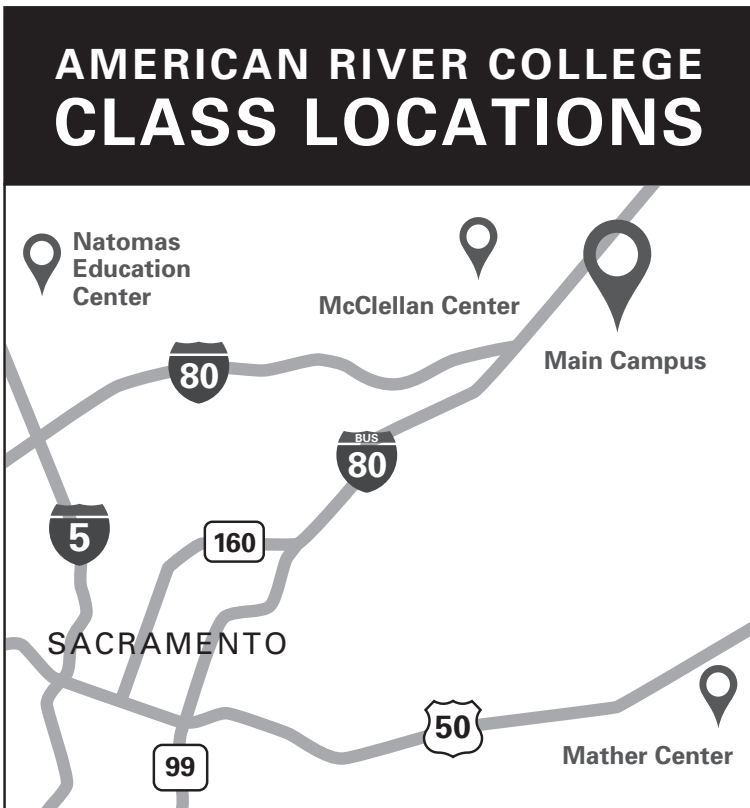 AMERICAN RIVER COLLEGE
CLASS LOCATIONS
Natomas
Education
Center
McClellan Center
Main Campus
80
BUS
80
5
160
SACRAMENTO
50
Mather Center
99